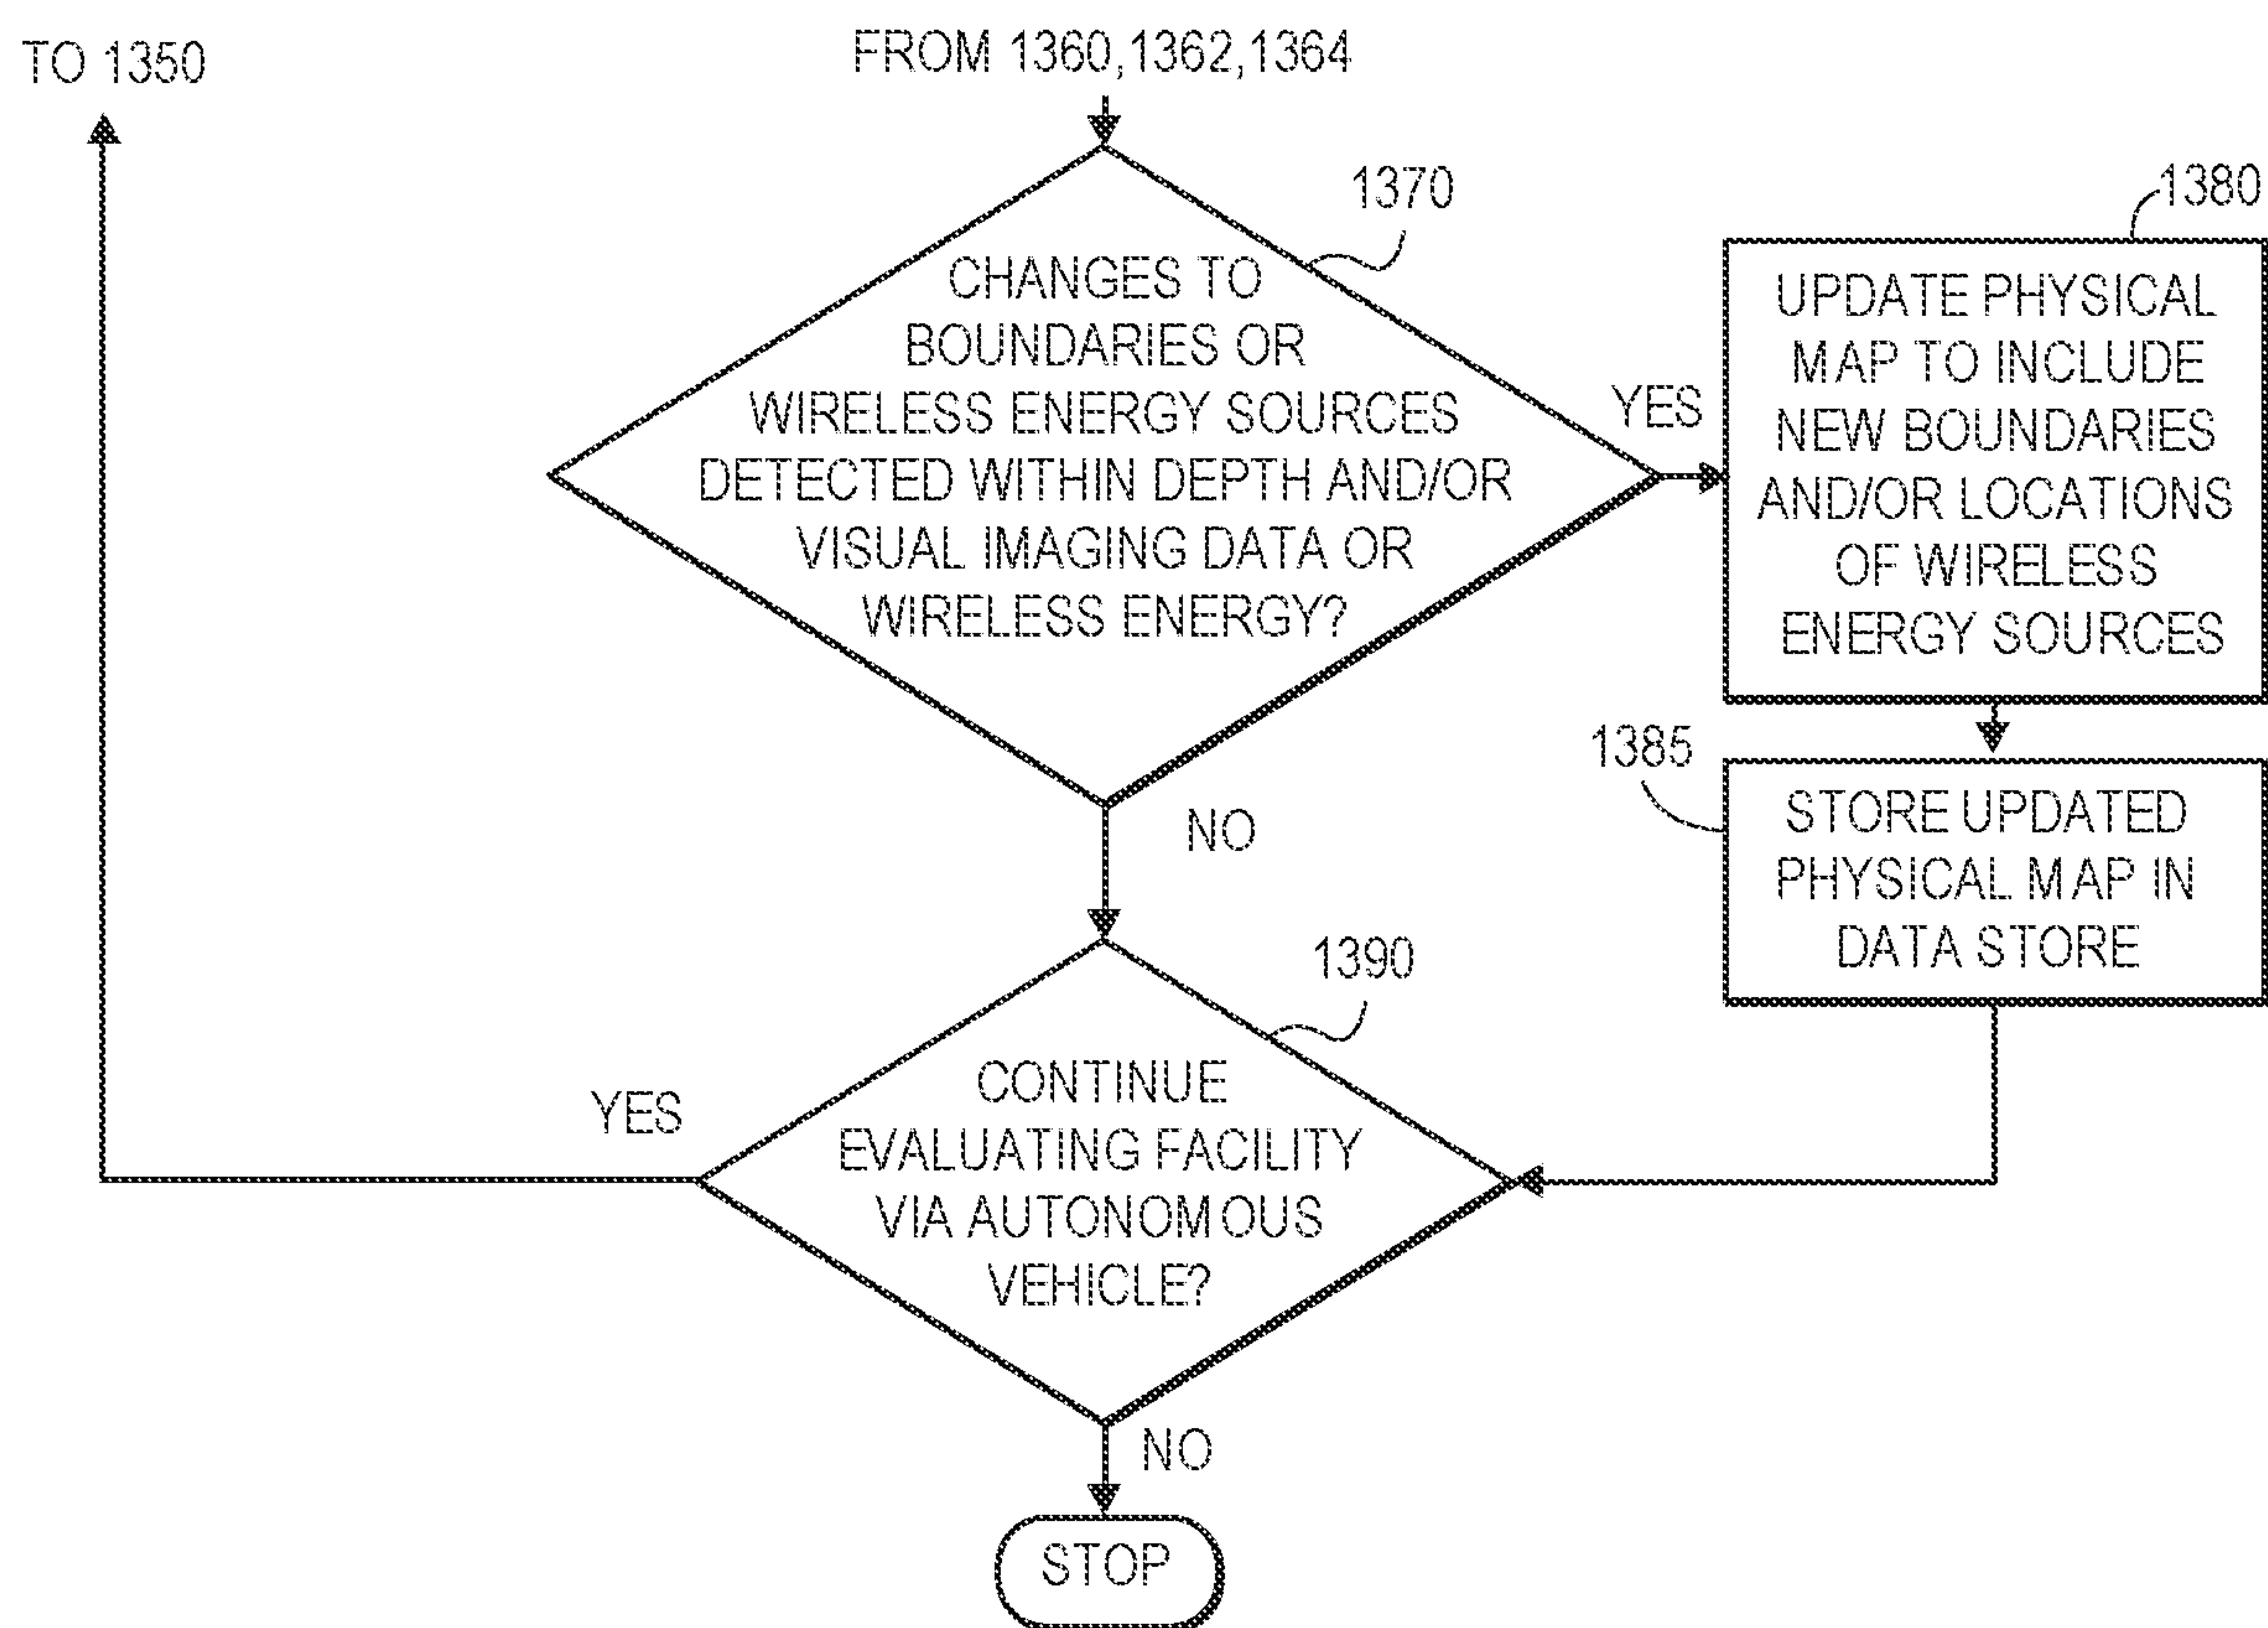 TO 1350
FROM 1360,1362,1364
1370
CHANGES TO
BOUNDARIES OR
WIRELESS ENERGY SOURCES
DETECTED WITHIN DEPTH AND/OR
VISUAL IMAGING DATA OR
WIRELESS ENERGY?
YES
1380
UPDATE PHYSICAL
MAP TO INCLUDE
NEW BOUNDARIES
AND/OR LOCATIONS
OF WIRELESS
ENERGY SOURCES
1385
STORE UPDATED
PHYSICAL MAP IN
DATA STORE
NO
1390
CONTINUE
EVALUATING FACILITY
VIA AUTONOMOUS
VEHICLE?
YES
NO
STOP